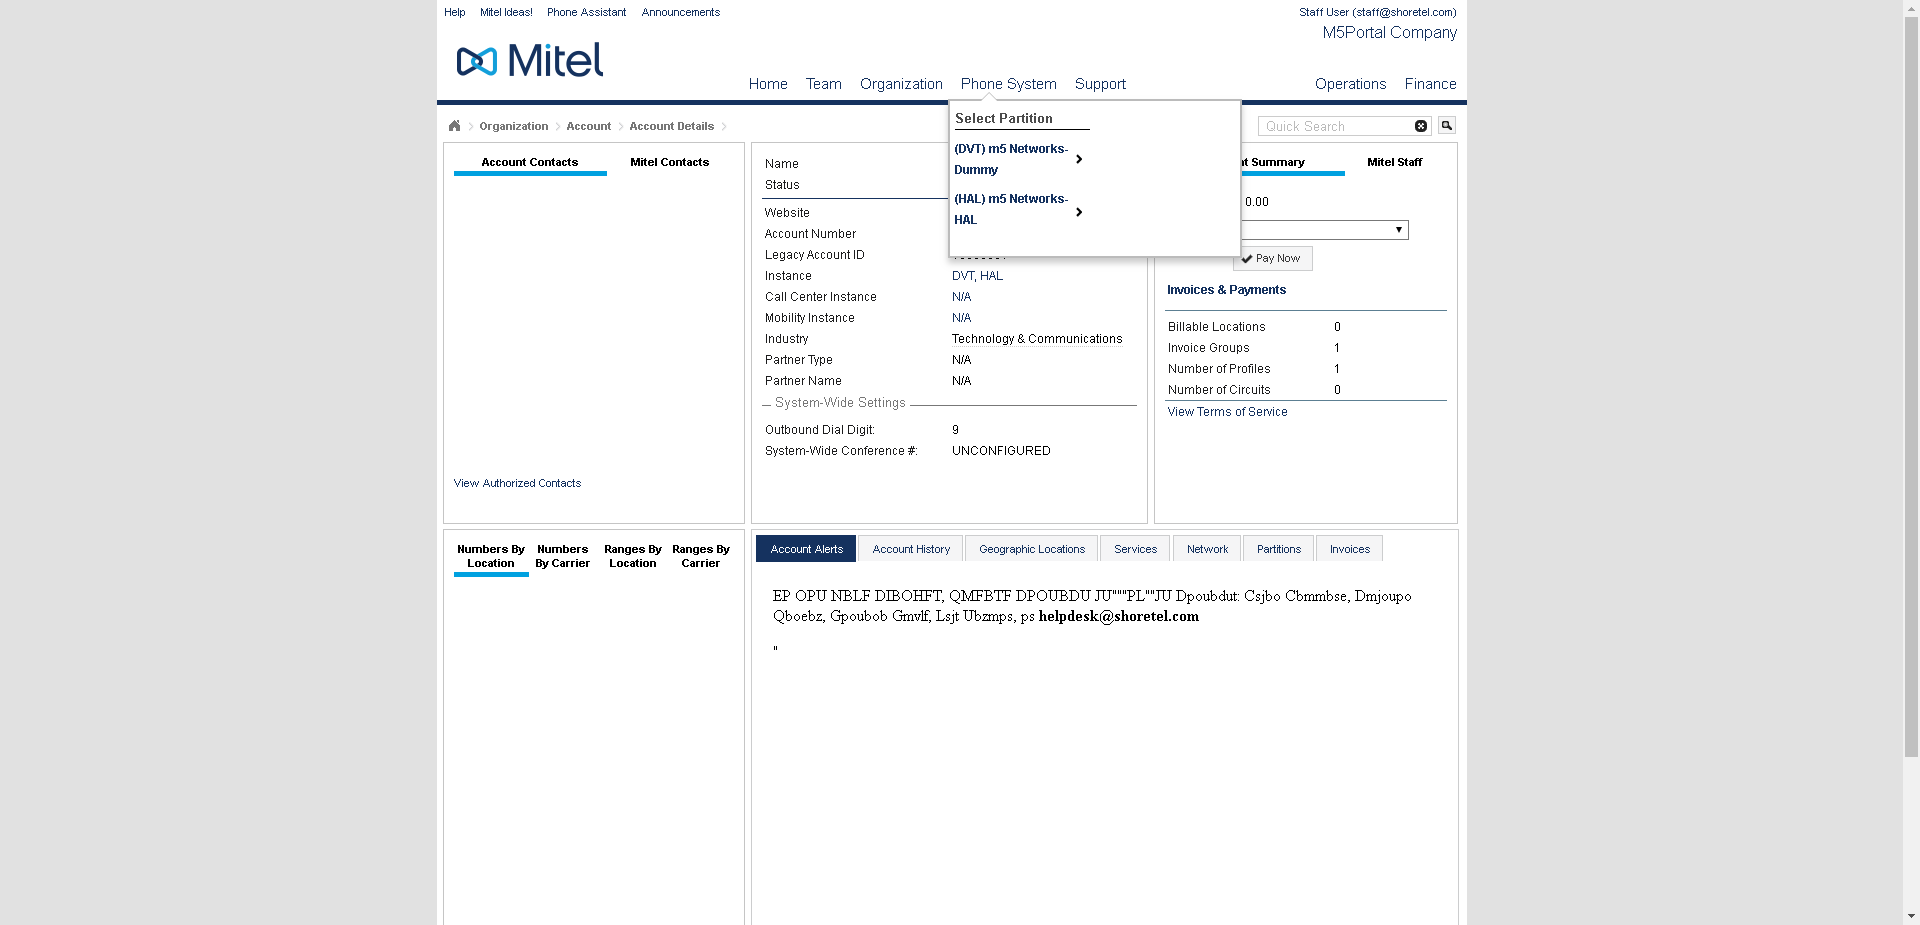 Help Mitel Ideas! Phone Assistant Announcements Staff User (staff@shoretel.com)
M5Portal Company
Mitel
Home Team Organization Phone System Support Operations Finance
Organization Account Account Details Quick Search
Select Partition
(DVT) m5 Networks-
Dummy
(HAL) m5 Networks-
HAL
Account Contacts Mitel Contacts
View Authorized Contacts
Name
Status
Website
Account Number
Legacy Account ID
Instance DVT, HAL
Call Center Instance N/A
Mobility Instance N/A
Industry Technology & Communications
Partner Type N/A
Partner Name N/A
System-Wide Settings
Outbound Dial Digit: 9
System-Wide Conference #: UNCONFIGURED
Summary Mitel Staff
0.00
Pay Now
Invoices & Payments
Billable Locations 0
Invoice Groups 1
Number of Profiles 1
Number of Circuits 0
View Terms of Service
Numbers By Location Numbers By Carrier Ranges By Location Ranges By Carrier
Account Alerts Account History Geographic Locations Services Network Partitions Invoices
EP OPU NBLF DIBOHFT, QMFBTF DPOUBDU JU"""PL""JU Dpoubdut: Csjbo Cbmmbse, Dmjoupo
Qboebz, Gpoubob Gmvlf, Lsjt Ubzmps, ps helpdesk@shoretel.com
"